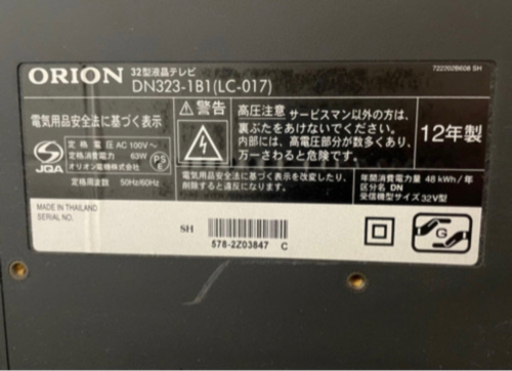 722202B608 SH
ORION 32型液晶テレビ
DN323-1B1(LC-017)
電気用品安全法に基づく表示
JQA
定格電圧 AC 100V~
定格消費電力 63W
オリオン電機株式会社
PS E
定格周波数 50Hz/60Hz
警告
高圧注意 サービスマン以外の方は、
裏ぶたをあけないでください。
内部には、高電圧部分が数多くあり、
万一さわると危険です。
12年製
電気用品安全法に基づく表示を変更したり、
削除すると違反になります。
年間消費電力量 48 kWh/年
区分名 DN
受信機型サイズ 32V型
MADE IN THAILAND
SERIAL NO.
SH
578-2Z03847 C
G